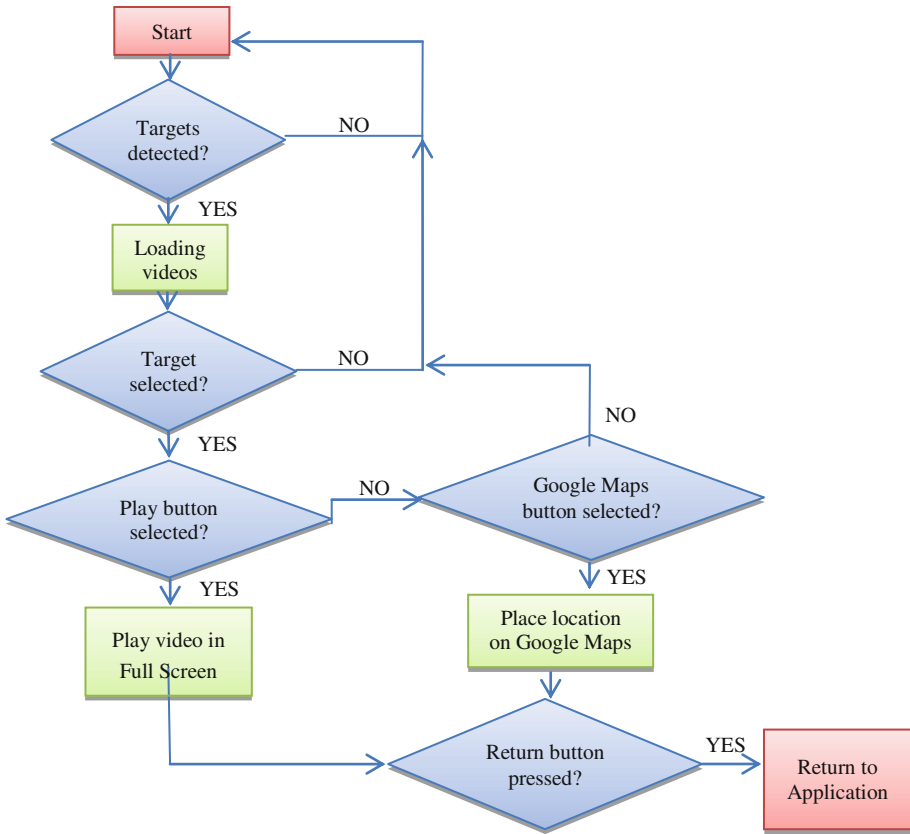 Start
Targets
detected?
NO
YES
Loading
videos
Target
selected?
NO
YES
Play button
selected?
NO
Google Maps
button selected?
NO
YES
YES
Play video in
Full Screen
Place location
on Google Maps
Return button
pressed?
YES
Return to
Application